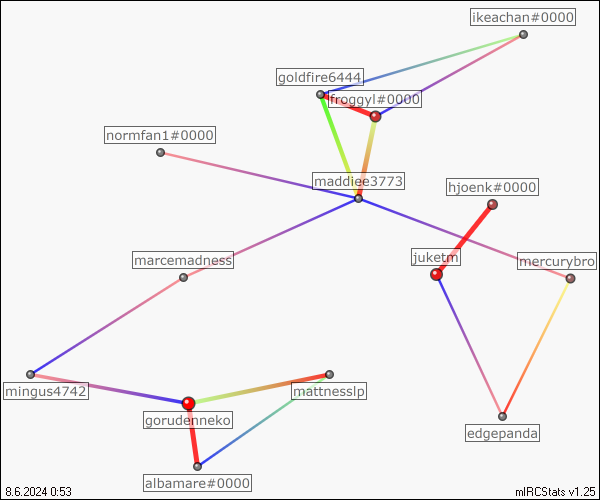 ikeachan#0000
goldfire6444
froggyl#0000
normfan1#0000
maddiee3773
hjoenk#0000
marcemadness
juketm
mercurybro
mingus4742
mattnesslp
gorudenneko
edgepanda
albamare#0000
8.6.2024 0:53
mIRCStats v1.25